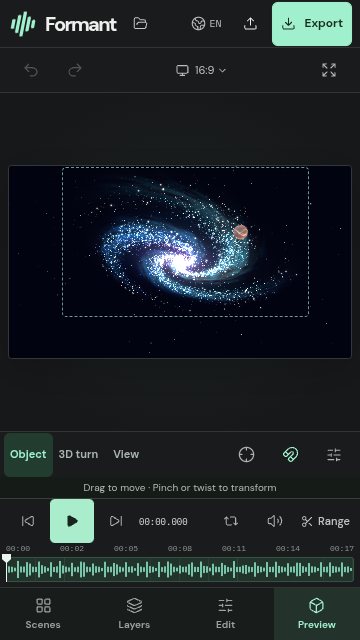 Formant
EN
Export
16:9
Object
3D turn
View
Drag to move · Pinch or twist to transform
00:00.000
Range
00:00
00:02
00:05
00:08
00:11
00:14
00:17
Scenes
Layers
Edit
Preview